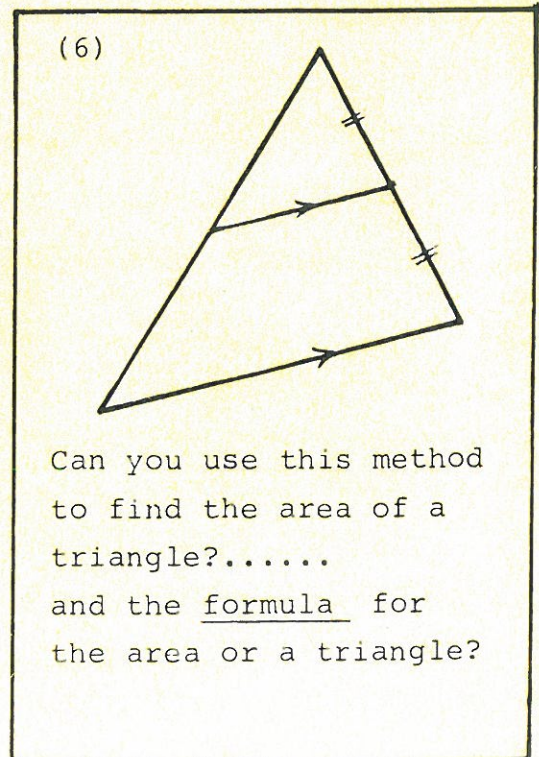 (6)
Can you use this method
to find the area of a
triangle?......
and the formula for
the area or a triangle?